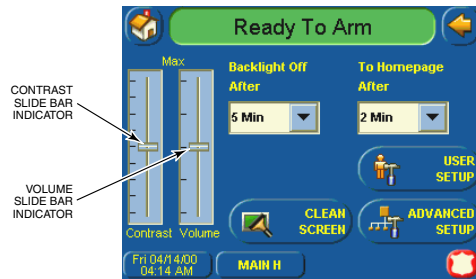 Ready To Arm
Max
Backlight Off
After
To Homepage
After
5 Min
2 Min
CONTRAST
SLIDE BAR
INDICATOR
VOLUME
SLIDE BAR
INDICATOR
USER
SETUP
CLEAN
SCREEN
ADVANCED
SETUP
Contrast Volume
Fri 04/14/00
04:14 AM
MAIN H